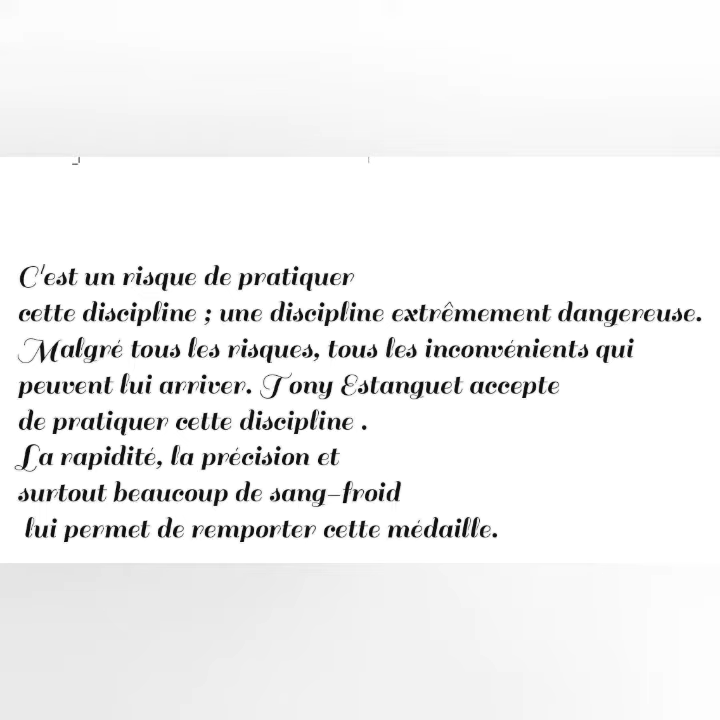 C'est un risque de pratiquer
cette discipline ; une discipline extrêmement dangereuse.
Malgré tous les risques, tous les inconvénients qui
peuvent lui arriver. Tony Estanguet accepte
de pratiquer cette discipline .
La rapidité, la précision et
surtout beaucoup de sang-froid
lui permet de remporter cette médaille.